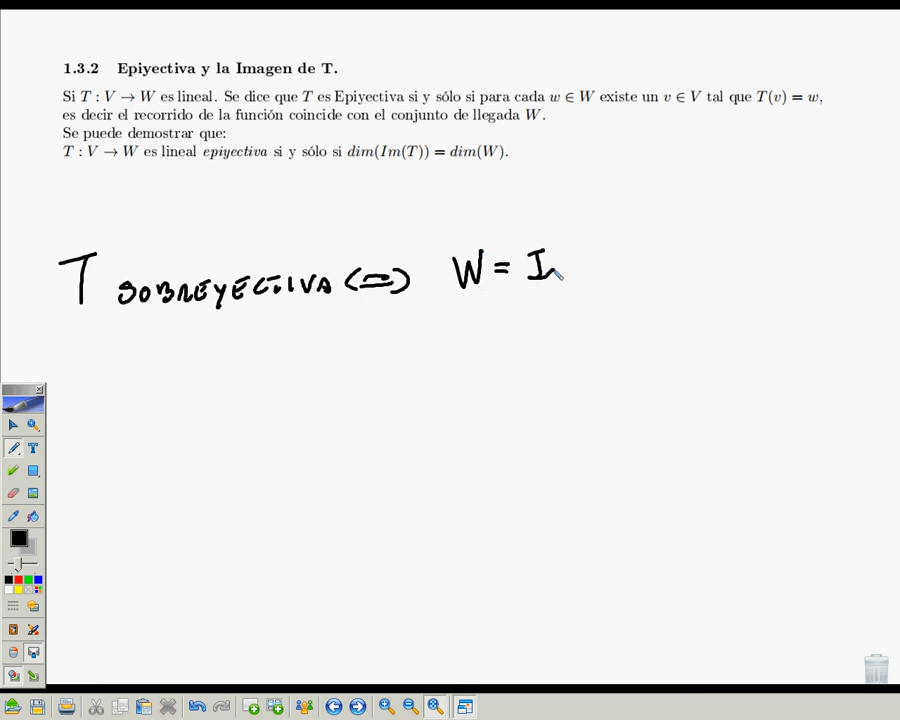 1.3.2 Epiyectiva y la Imagen de T.
Si T : V → W es lineal. Se dice que T es Epiyectiva si y sólo si para cada w ∈ W existe un v ∈ V tal que T(v) = w,
es decir el recorrido de la función coincide con el conjunto de llegada W.
Se puede demostrar que:
T : V → W es lineal epiyectiva si y sólo si dim(Im(T)) = dim(W).
T SOBREYECTIVA (=) W = I